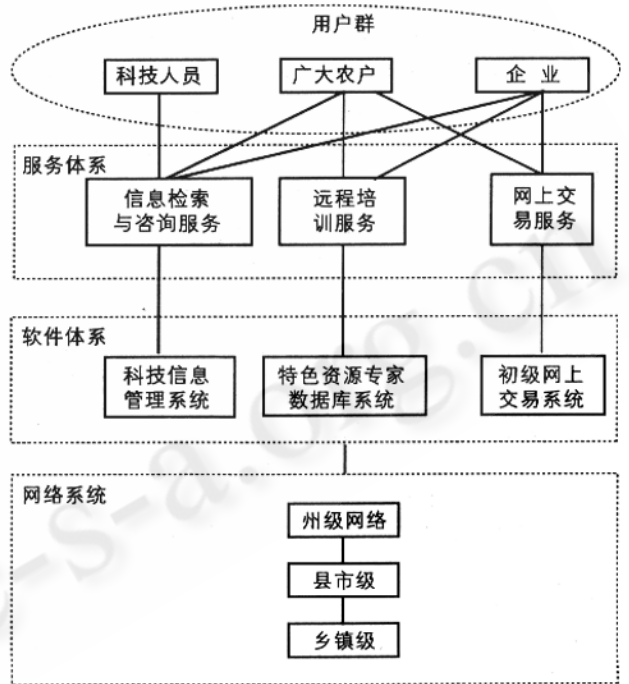 用户群
科技人员
广大农户
企 业
服务体系
信息检索
与咨询服务
远程培
训服务
网上交
易服务
软件体系
科技信息
管理系统
特色资源专家
数据库系统
初级网上
交易系统
网络系统
州级网络
县市级
乡镇级
-s-a.org.cn